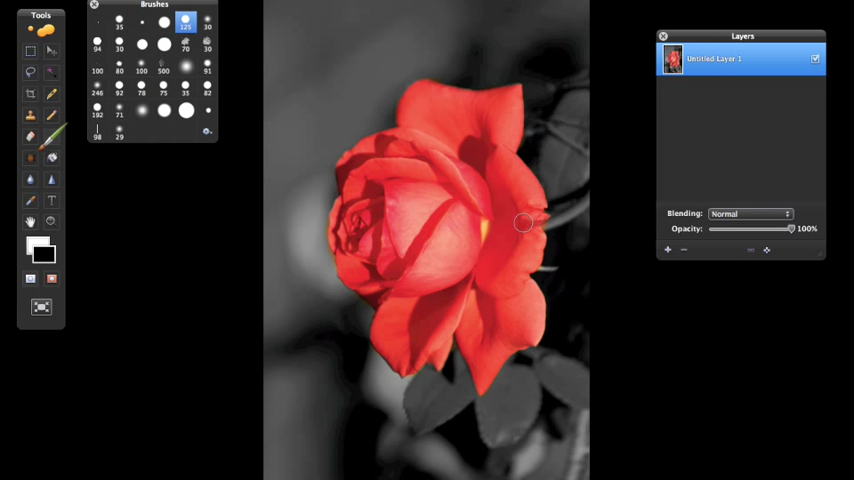 Tools
Brushes
35 125 30
94 30 70 30
100 80 100 500 91
246 92 78 75 35 82
192 71
98 29
Layers
Untitled Layer 1
Blending: Normal
Opacity: 100%
T